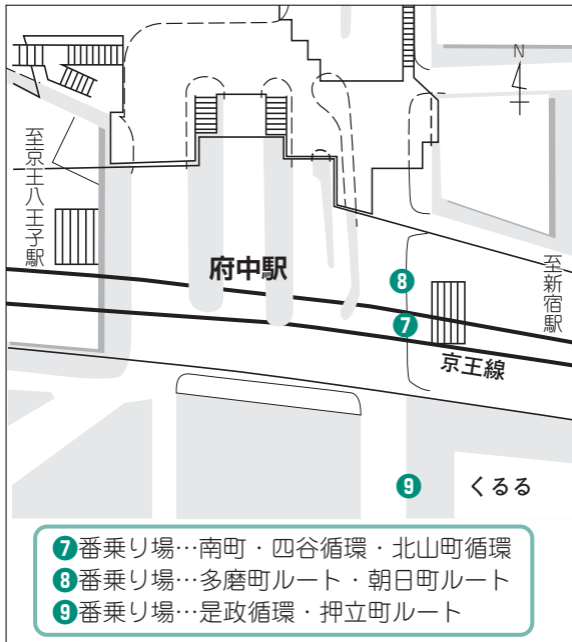 N
至京王八王子駅
府中駅
至新宿駅
8
7
京王線
9
くるる
7番乗り場…南町・四谷循環・北山町循環
8番乗り場…多磨町ルート・朝日町ルート
9番乗り場…是政循環・押立町ルート